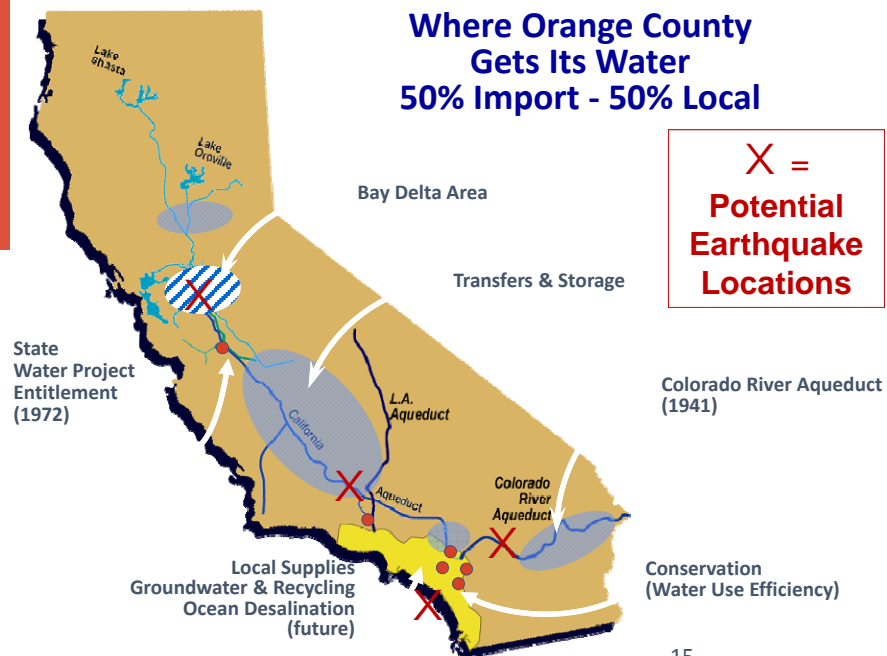 Where Orange County
Gets Its Water
50% Import - 50% Local
X =
Potential
Earthquake
Locations
Lake
Shasta
Lake
Oroville
Bay Delta Area
Transfers & Storage
State
Water Project
Entitlement
(1972)
L.A.
Aqueduct
California
Aqueduct
Colorado River Aqueduct
(1941)
Colorado
River
Aqueduct
Local Supplies
Groundwater & Recycling
Ocean Desalination
(future)
Conservation
(Water Use Efficiency)
15